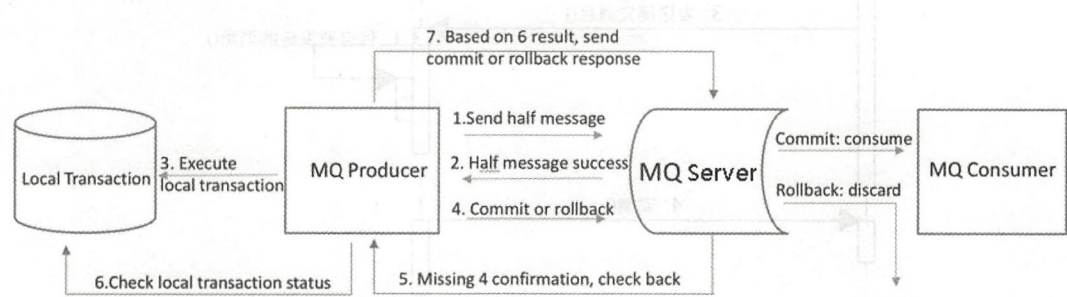 7. Based on 6 result, send
commit or rollback response
1.Send half message
Commit: consume
3. Execute
local transaction
2. Half message success
Local Transaction
MQ Producer
MQ Server
MQ Consumer
Rollback: discard
4. Commit or rollback
6.Check local transaction status
5. Missing 4 confirmation, check back